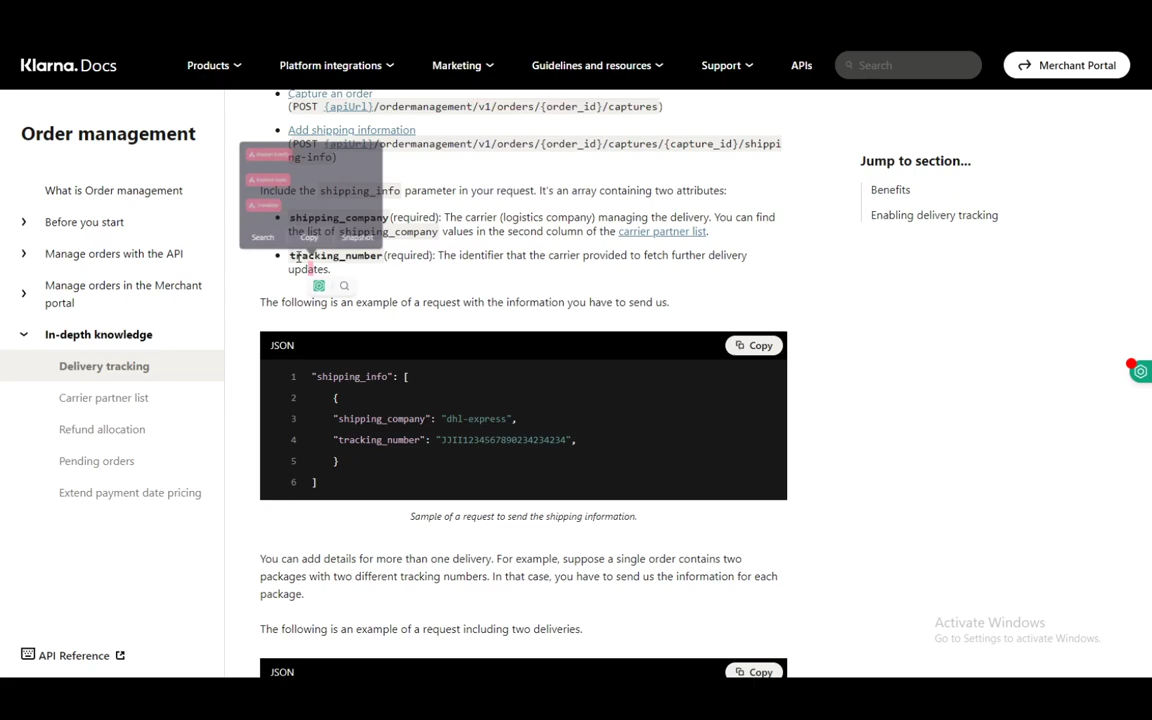 Klarna. Docs
Products
Platform integrations
Marketing
Guidelines and resources
Support
APIs
Search
Merchant Portal
Order management
What is Order management
Before you start
Manage orders with the API
Manage orders in the Merchant
portal
In-depth knowledge
Delivery tracking
Carrier partner list
Refund allocation
Pending orders
Extend payment date pricing
API Reference
Capture an order
(POST {apiUrl}/ordermanagement/v1/orders/{order_id}/captures)
Add shipping information
(POST {apiUrl}/ordermanagement/v1/orders/{order_id}/captures/{capture_id}/shippi
ng-info)
Include the shipping_info parameter in your request. It's an array containing two attributes:
shipping_company(required): The carrier (logistics company) managing the delivery. You can find
the list of shipping_company values in the second column of the carrier partner list.
Search
Copy
Snapshot
tracking_number(required): The identifier that the carrier provided to fetch further delivery
updates.
The following is an example of a request with the information you have to send us.
JSON
Copy
1 "shipping_info": [
2 {
3 "shipping_company": "dhl-express",
4 "tracking_number": "JJII1234567890234234234",
5 }
6 ]
Sample of a request to send the shipping information.
You can add details for more than one delivery. For example, suppose a single order contains two
packages with two different tracking numbers. In that case, you have to send us the information for each
package.
The following is an example of a request including two deliveries.
JSON
Copy
Jump to section...
Benefits
Enabling delivery tracking
Activate Windows
Go to Settings to activate Windows.